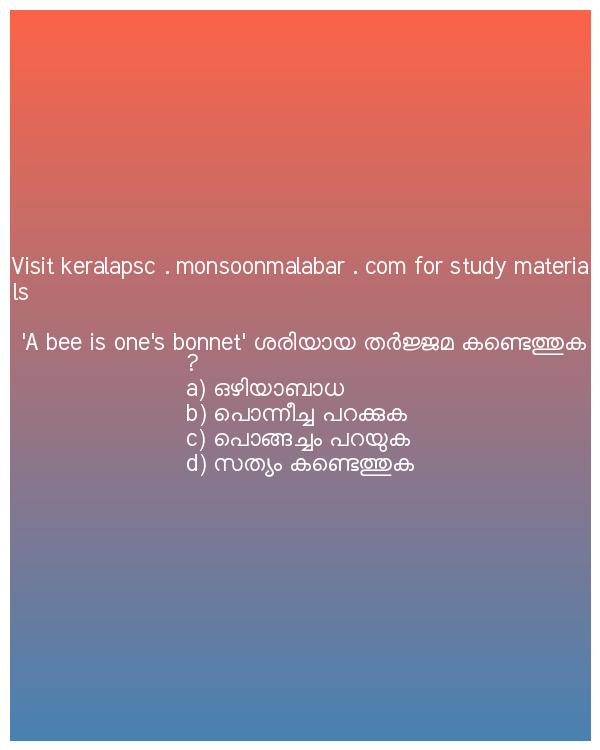 Visit keralapsc . monsoonmalabar . com for study materia
ls
'A bee is one's bonnet' ശരിയായ തർജ്ജമ കണ്ടെത്തുക
?
a) ഒഴിയാബാധ
b) പൊന്നീച്ച പറക്കുക
c) പൊങ്ങച്ചം പറയുക
d) സത്യം കണ്ടെത്തുക